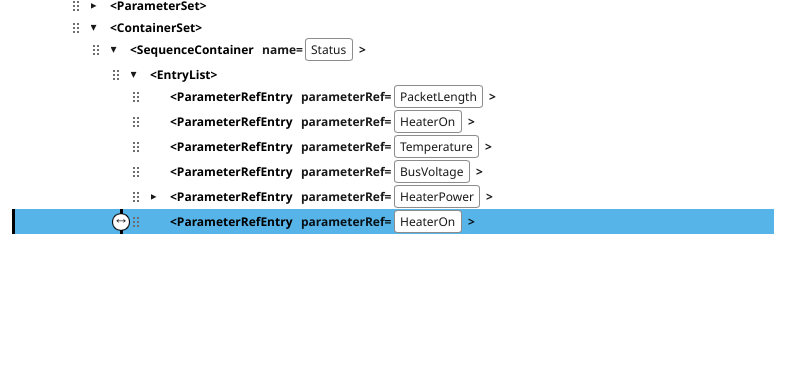 <ParameterSet>
<ContainerSet>
<SequenceContainer name= Status >
<EntryList>
<ParameterRefEntry parameterRef= PacketLength >
<ParameterRefEntry parameterRef= HeaterOn >
<ParameterRefEntry parameterRef= Temperature >
<ParameterRefEntry parameterRef= BusVoltage >
<ParameterRefEntry parameterRef= HeaterPower >
<ParameterRefEntry parameterRef= HeaterOn >